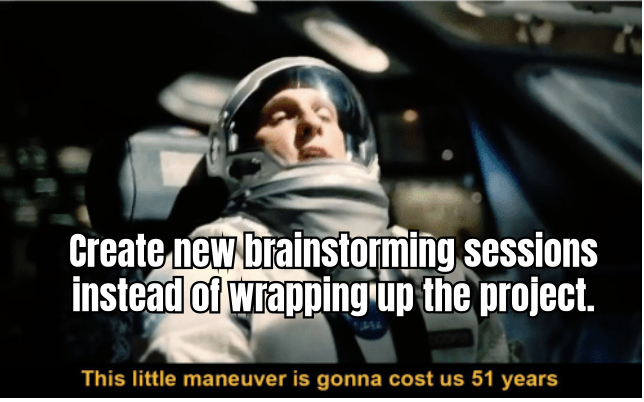 Create new brainstorming sessions
instead of wrapping up the project.
This little maneuver is gonna cost us 51 years